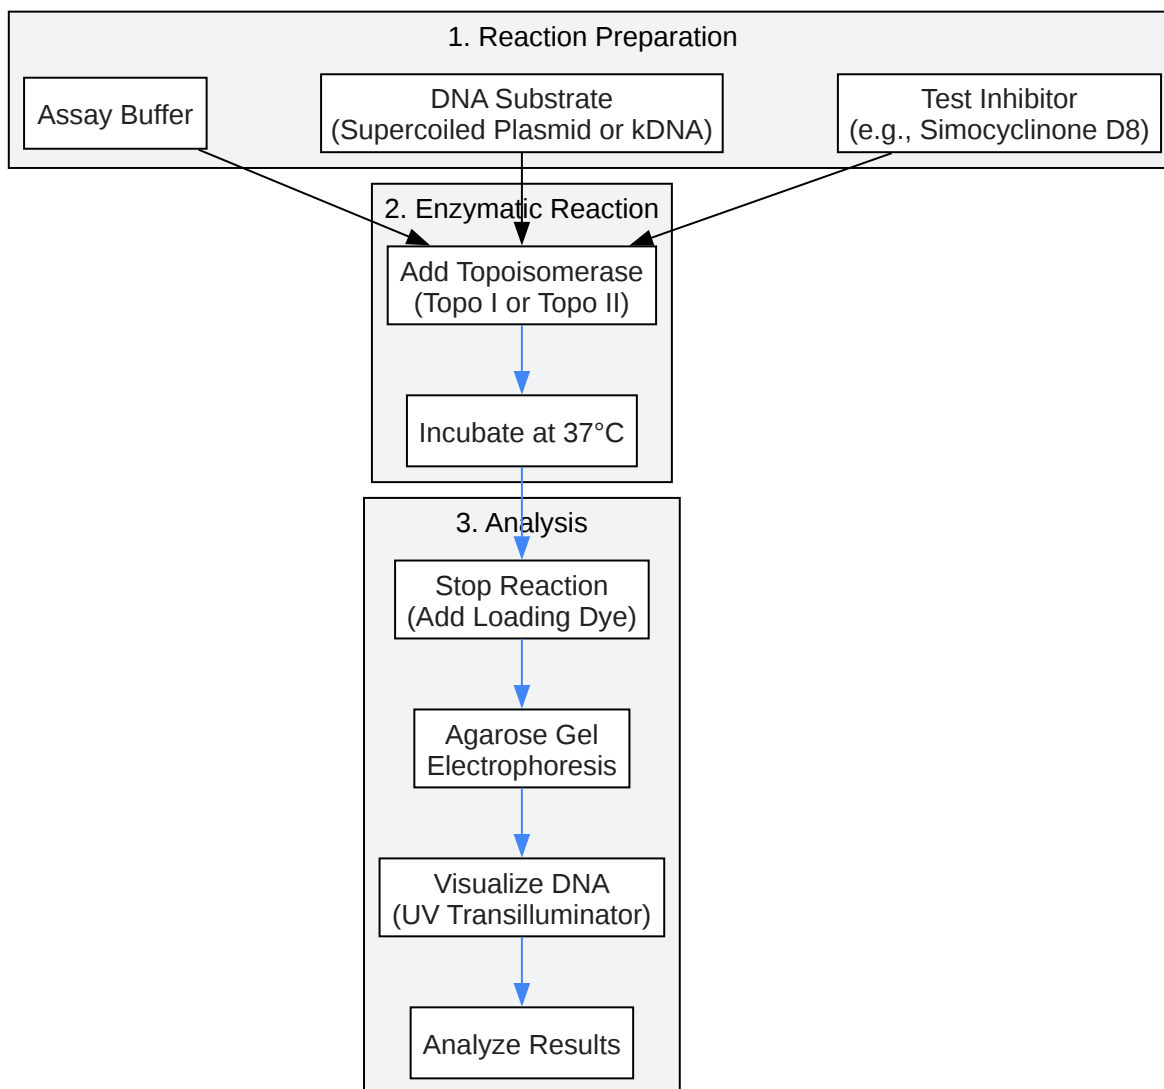 1. Reaction Preparation
Assay Buffer
DNA Substrate
(Supercoiled Plasmid or kDNA)
Test Inhibitor
(e.g., Simocyclinone D8)
2. Enzymatic Reaction
Add Topoisomerase
(Topo I or Topo II)
Incubate at 37°C
3. Analysis
Stop Reaction
(Add Loading Dye)
Agarose Gel
Electrophoresis
Visualize DNA
(UV Transilluminator)
Analyze Results